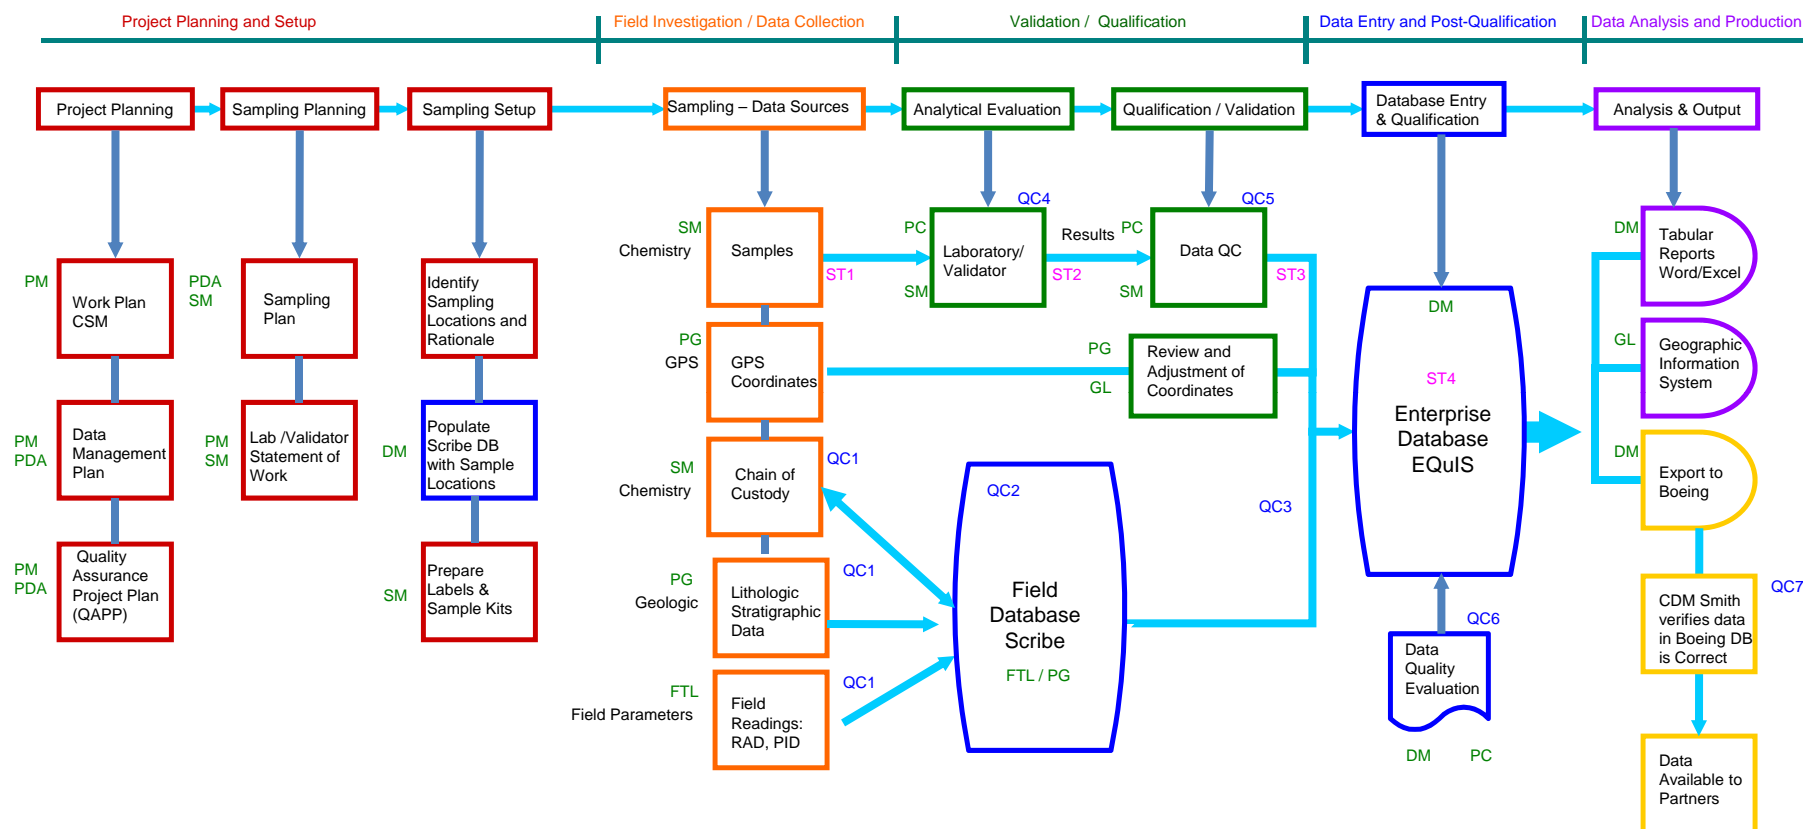 Project Planning and Setup
Field Investigation / Data Collection
Validation / Qualification
Data Entry and Post-Qualification
Data Analysis and Production
Project Planning
Sampling Planning
Sampling Setup
Sampling – Data Sources
Analytical Evaluation
Qualification / Validation
Database Entry
& Qualification
Analysis & Output
PM
Work Plan
CSM
PM
PDA
Data
Management
Plan
PM
PDA
Quality
Assurance
Project Plan
(QAPP)
PDA
SM
Sampling
Plan
PM
SM
Lab /Validator
Statement of
Work
Identify
Sampling
Locations and
Rationale
DM
Populate
Scribe DB
with Sample
Locations
SM
Prepare
Labels &
Sample Kits
SM
Chemistry
Samples
ST1
PG
GPS
GPS
Coordinates
SM
Chemistry
Chain of
Custody
QC1
PG
Geologic
Lithologic
Stratigraphic
Data
QC1
FTL
Field Parameters
Field
Readings:
RAD, PID
QC1
QC4
PC
Laboratory/
Validator
SM
Results
ST2
QC5
PC
Data QC
SM
ST3
PG
GL
Review and
Adjustment of
Coordinates
QC2
Field
Database
Scribe
FTL / PG
QC3
DM
ST4
Enterprise
Database
EQuIS
QC6
Data
Quality
Evaluation
DM
PC
DM
Tabular
Reports
Word/Excel
GL
Geographic
Information
System
DM
Export to
Boeing
QC7
CDM Smith
verifies data
in Boeing DB
is Correct
Data
Available to
Partners